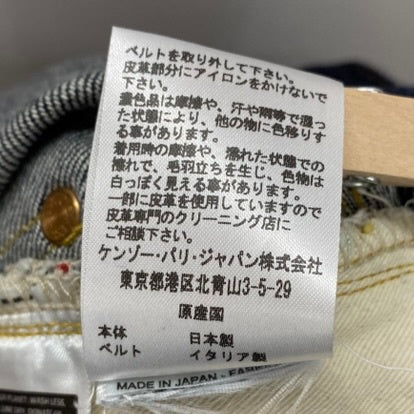 ベルトを取り外して下さい。
皮革部分にアイロンをかけないで
下さい。
濃色品は摩擦や、汗や雨等で湿っ
た状態により、他の物に色移りす
る事があります。
着用時の摩擦や、濡れた状態での
擦れで、毛羽立ちを生じ、色物は
白っぽく見える事があります。
一部に皮革を使用していますので
皮革専門のクリーニング店に
ご相談下さい。
ケンゾー・パリ・ジャパン株式会社
東京都港区北青山3-5-29
原産国
本体 日本製
ベルト イタリア製
MADE IN JAPAN - FABRI
PLANET: WASH LESS,
LINE DRY, DONATE OR